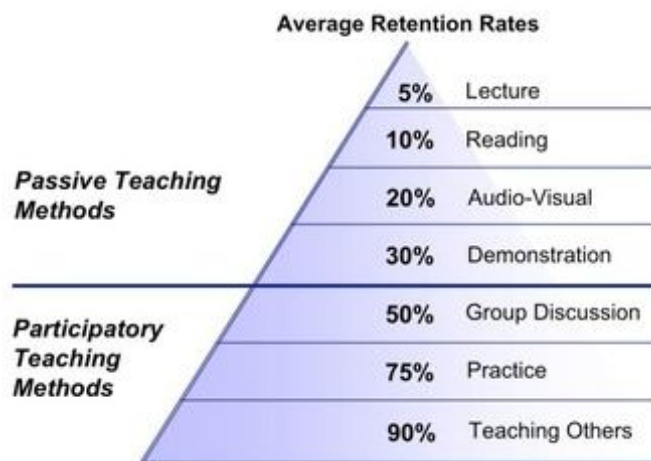 Average Retention Rates
5% Lecture
10% Reading
Passive Teaching
Methods
20% Audio-Visual
30% Demonstration
50% Group Discussion
Participatory
Teaching
Methods
75% Practice
90% Teaching Others